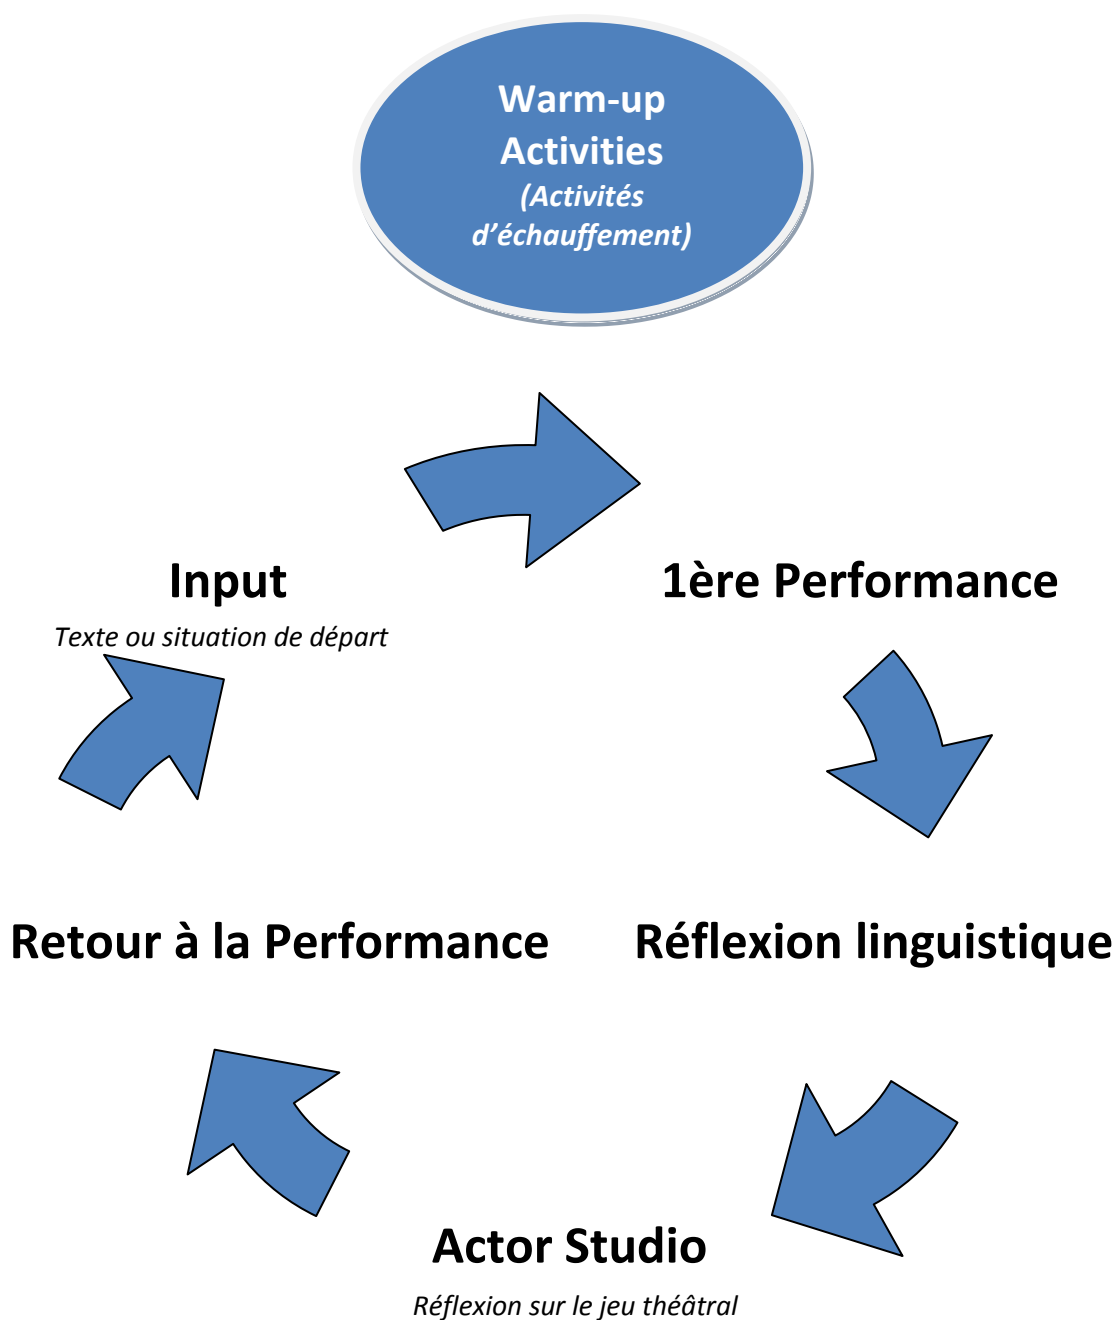 Warm-up
Activities
(Activités
d’échauffement)
Input
Texte ou situation de départ
1ère Performance
Retour à la Performance
Réflexion linguistique
Actor Studio
Réflexion sur le jeu théâtral